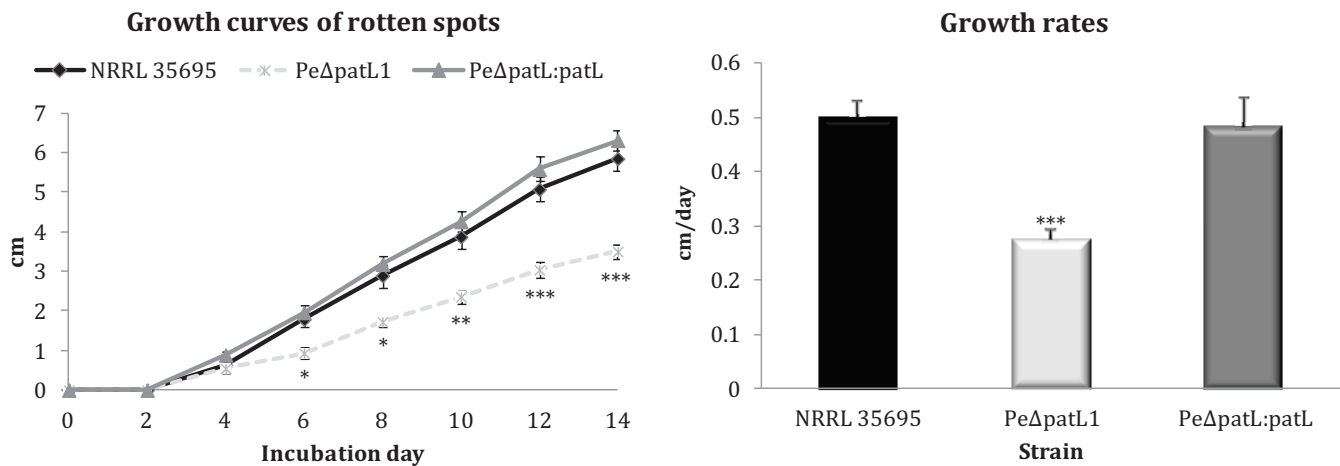 Growth curves of rotten spots
NRRL 35695 PeΔpatL1 PeΔpatL:patL
7
6
5
4
3
2
1
0
cm
* * ** *** ***
0 2 4 6 8 10 12 14
Incubation day
Growth rates
0.6
0.5
0.4
0.3
0.2
0.1
0
cm/day
***
NRRL 35695 PeΔpatL1 PeΔpatL:patL
Strain